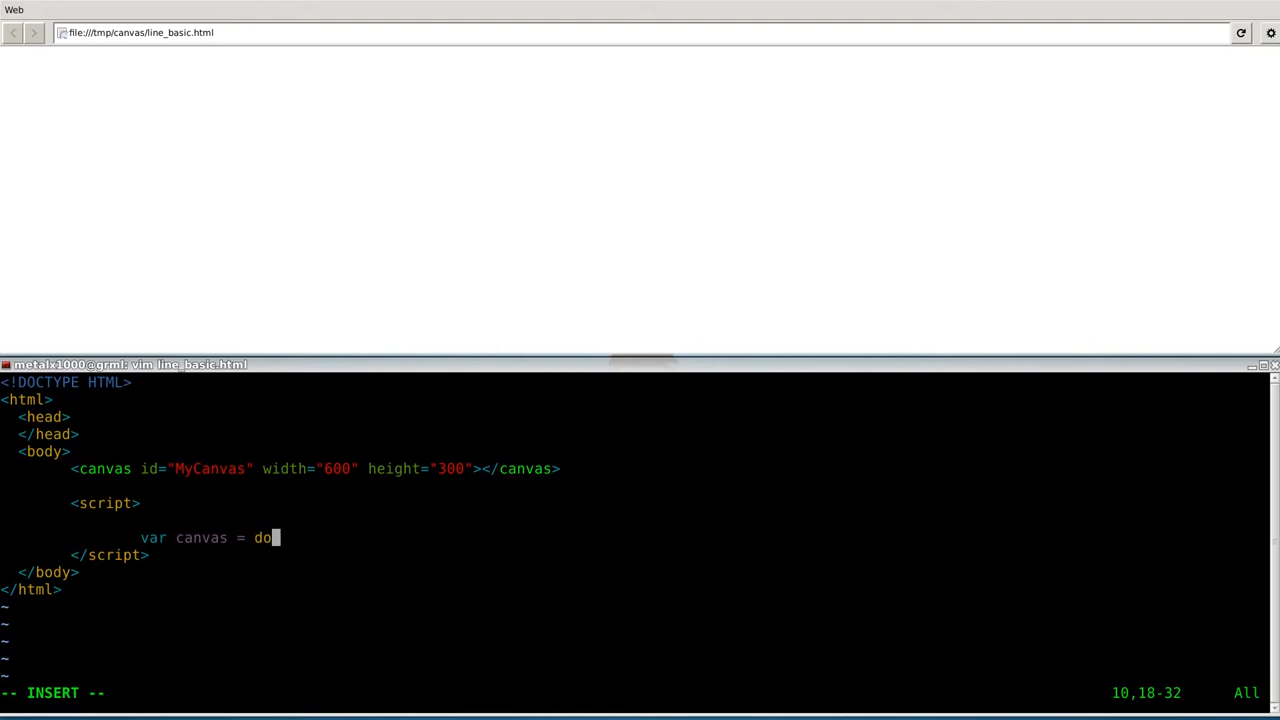 Web
file:///tmp/canvas/line_basic.html
metalx1000@grml: vim line_basic.html
<!DOCTYPE HTML>
<html>
  <head>
  </head>
  <body>
        <canvas id="MyCanvas" width="600" height="300"></canvas>
        <script>
                var canvas = do
        </script>
  </body>
</html>
~
~
~
~
~
-- INSERT -- 10,18-32 All